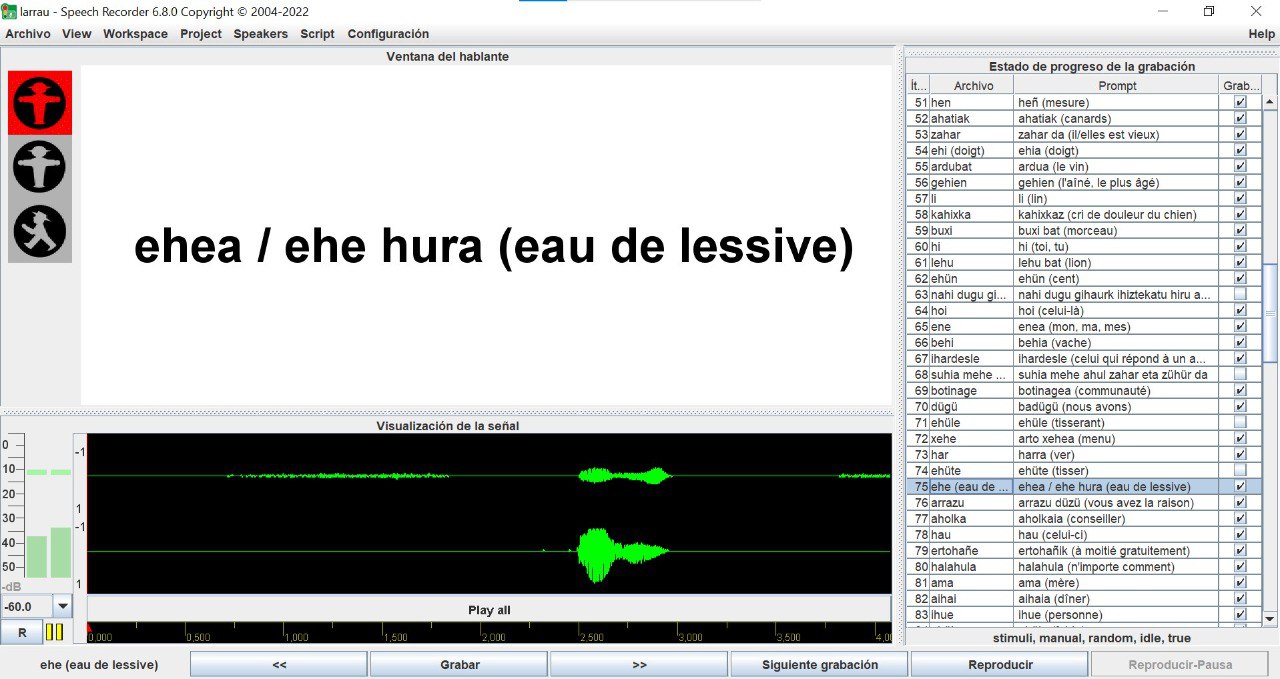 larrau - Speech Recorder 6.8.0 Copyright © 2004-2022
Archivo View Workspace Project Speakers Script Configuración Help
Ventana del hablante
ehea / ehe hura (eau de lessive)
Visualización de la señal
0
10
20
30
40
50
-dB
-60.0
R
-1
1
-1
1
Play all
0,000 0,500 1,000 1,500 2,000 2,500 3,000 3,500 4,0
Estado de progreso de la grabación
Ít... Archivo Prompt Grab...
51 hen heñ (mesure)
52 ahatiak ahatiak (canards)
53 zahar zahar da (il/elles est vieux)
54 ehi (doigt) ehia (doigt)
55 ardubat ardua (le vin)
56 gehien gehien (l'aîné, le plus âgé)
57 li li (lin)
58 kahixka kahixkaz (cri de douleur du chien)
59 buxi buxi bat (morceau)
60 hi hi (toi, tu)
61 lehu lehu bat (lion)
62 ehün ehün (cent)
63 nahi dugu gi... nahi dugu gihaurk ihiztekatu hiru a...
64 hoi hoi (celui-là)
65 ene enea (mon, ma, mes)
66 behi behia (vache)
67 ihardesle ihardesle (celui qui répond à un a...
68 suhia mehe ... suhia mehe ahul zahar eta zühür da
69 botinage botinagea (communauté)
70 dügü badügü (nous avons)
71 ehüle ehüle (tisserant)
72 xehe arto xehea (menu)
73 har harra (ver)
74 ehüte ehüte (tisser)
75 ehe (eau de ... ehea / ehe hura (eau de lessive)
76 arrazu arrazu düzü (vous avez la raison)
77 aholka aholkaia (conseiller)
78 hau hau (celui-ci)
79 ertohañe ertohañik (à moitié gratuitement)
80 halahula halahula (n'importe comment)
81 ama ama (mère)
82 aihai aihaia (dîner)
83 ihue ihue (personne)
stimuli, manual, random, idle, true
ehe (eau de lessive) << Grabar >> Siguiente grabación Reproducir Reproducir-Pausa